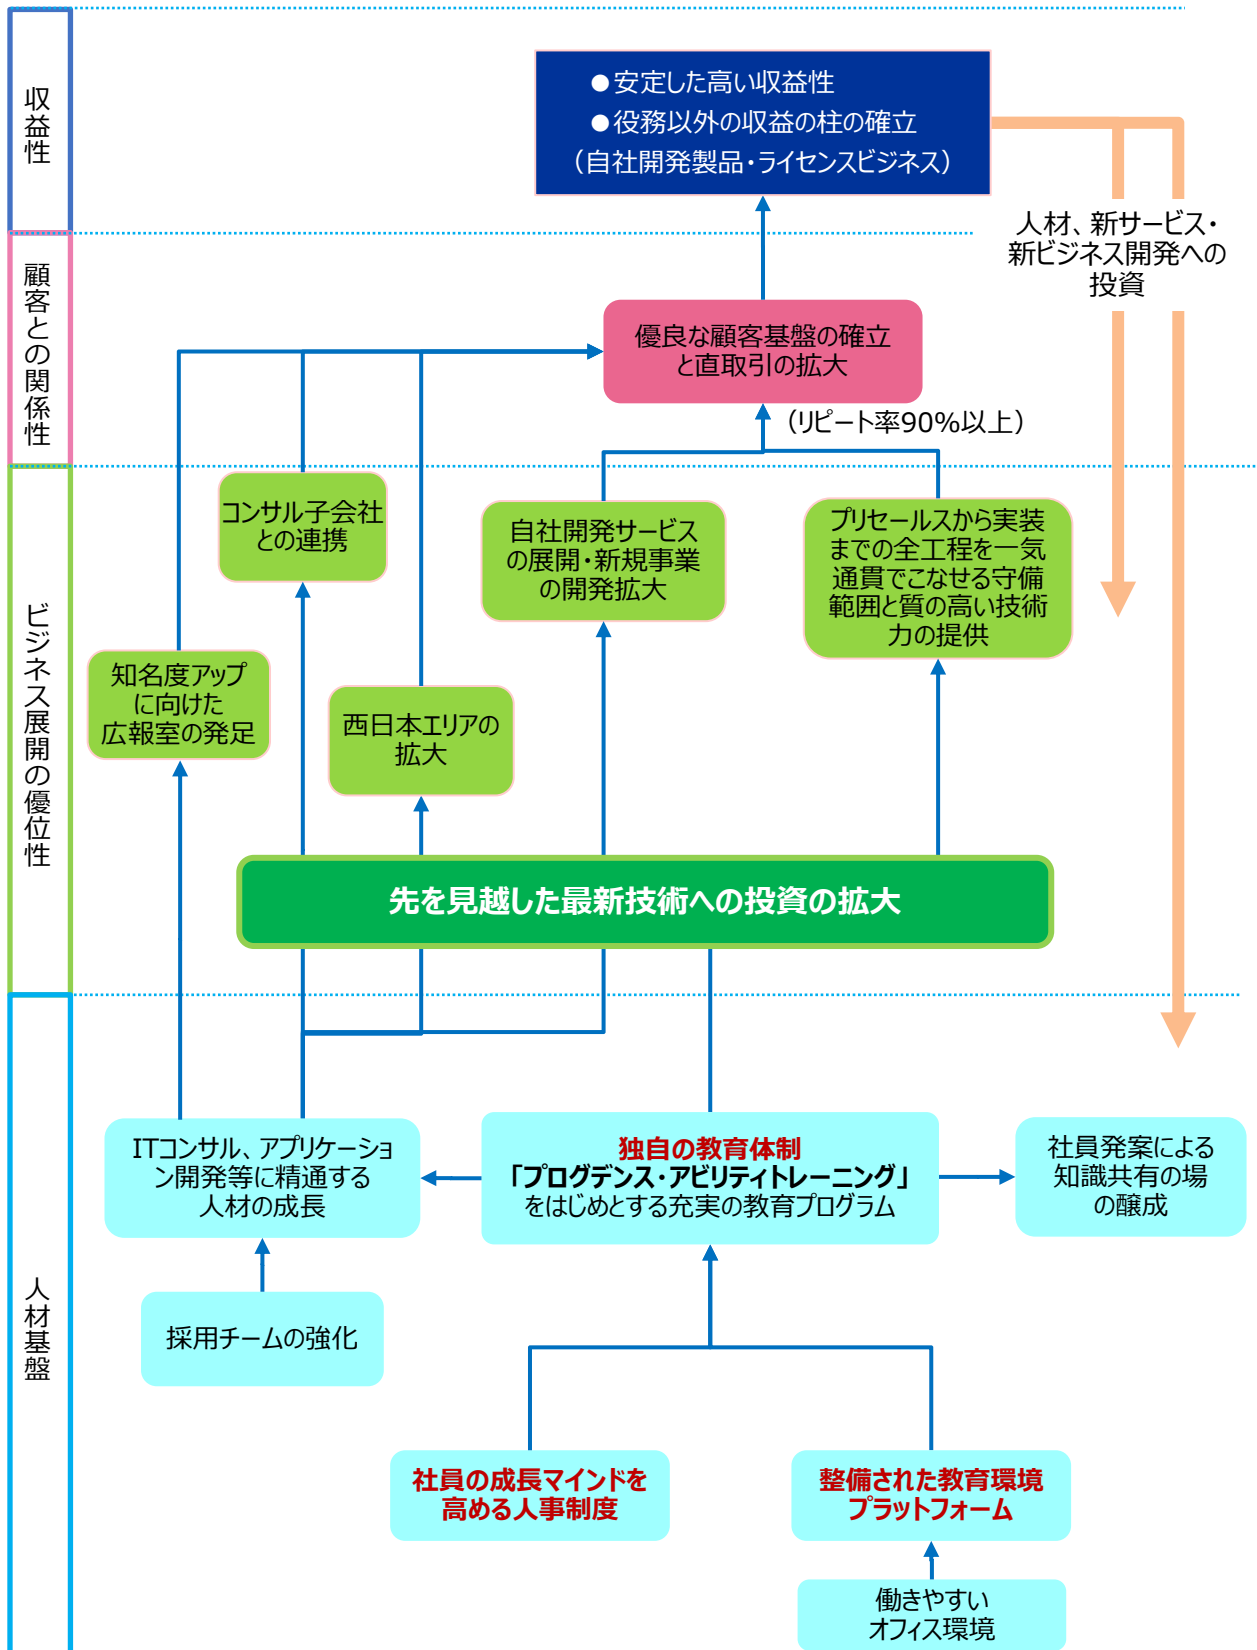 収益性
●安定した高い収益性
●役務以外の収益の柱の確立
（自社開発製品・ライセンスビジネス）
人材、新サービス・
新ビジネス開発への
投資
顧客との関係性
優良な顧客基盤の確立
と直取引の拡大
（リピート率90%以上）
ビジネス展開の優位性
コンサル子会社
との連携
自社開発サービス
の展開・新規事業
の開発拡大
プリセールスから実装
までの全工程を一気
通貫でこなせる守備
範囲と質の高い技術
力の提供
知名度アップ
に向けた
広報室の発足
西日本エリアの
拡大
先を見越した最新技術への投資の拡大
人材基盤
ITコンサル、アプリケーショ
ン開発等に精通する
人材の成長
独自の教育体制
「プログデンス・アビリティトレーニング」
をはじめとする充実の教育プログラム
社員発案による
知識共有の場
の醸成
採用チームの強化
社員の成長マインドを
高める人事制度
整備された教育環境
プラットフォーム
働きやすい
オフィス環境